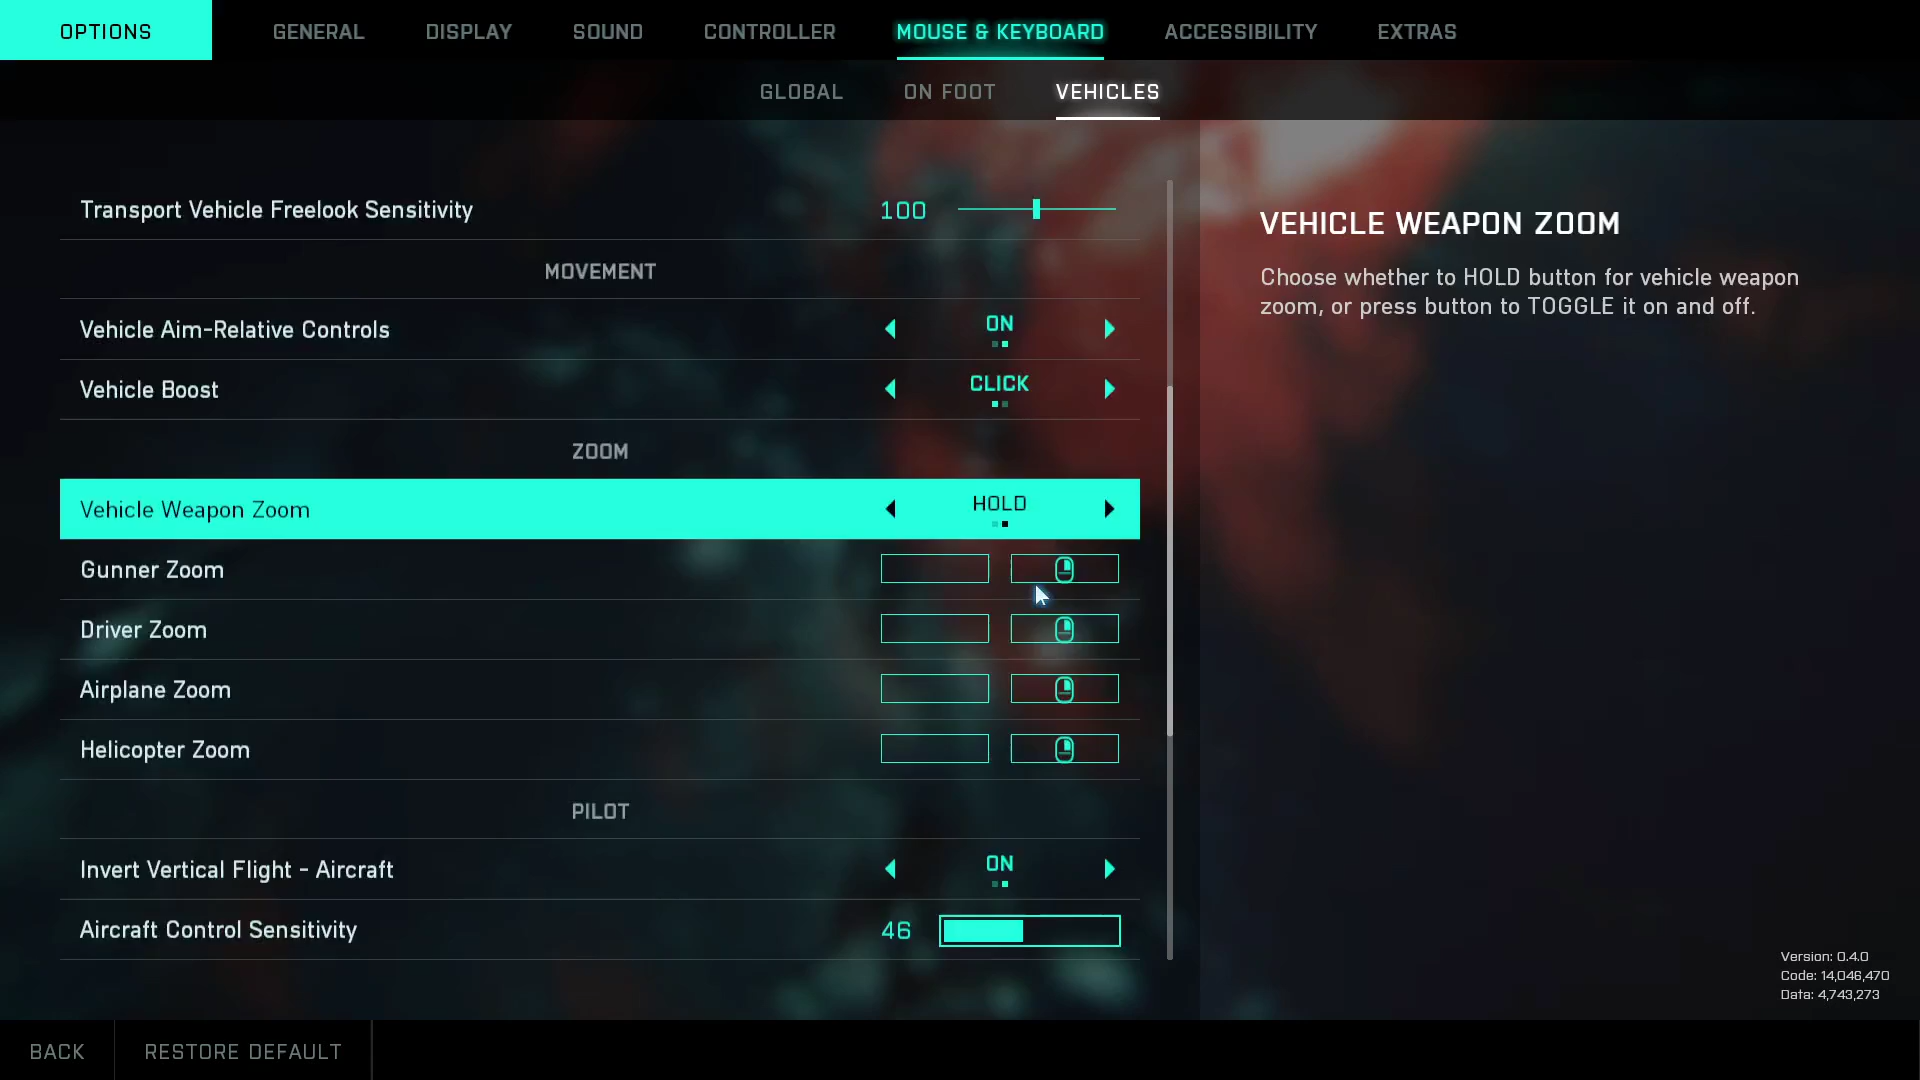 OPTIONS
GENERAL
DISPLAY
SOUND
CONTROLLER
MOUSE & KEYBOARD
ACCESSIBILITY
EXTRAS
GLOBAL
ON FOOT
VEHICLES
Transport Vehicle Freelook Sensitivity
100
MOVEMENT
Vehicle Aim-Relative Controls
ON
Vehicle Boost
CLICK
ZOOM
Vehicle Weapon Zoom
HOLD
Gunner Zoom
Driver Zoom
Airplane Zoom
Helicopter Zoom
PILOT
Invert Vertical Flight - Aircraft
ON
Aircraft Control Sensitivity
46
VEHICLE WEAPON ZOOM
Choose whether to HOLD button for vehicle weapon
zoom, or press button to TOGGLE it on and off.
Version: 0.4.0
Code: 14,046,470
Data: 4,743,273
BACK
RESTORE DEFAULT